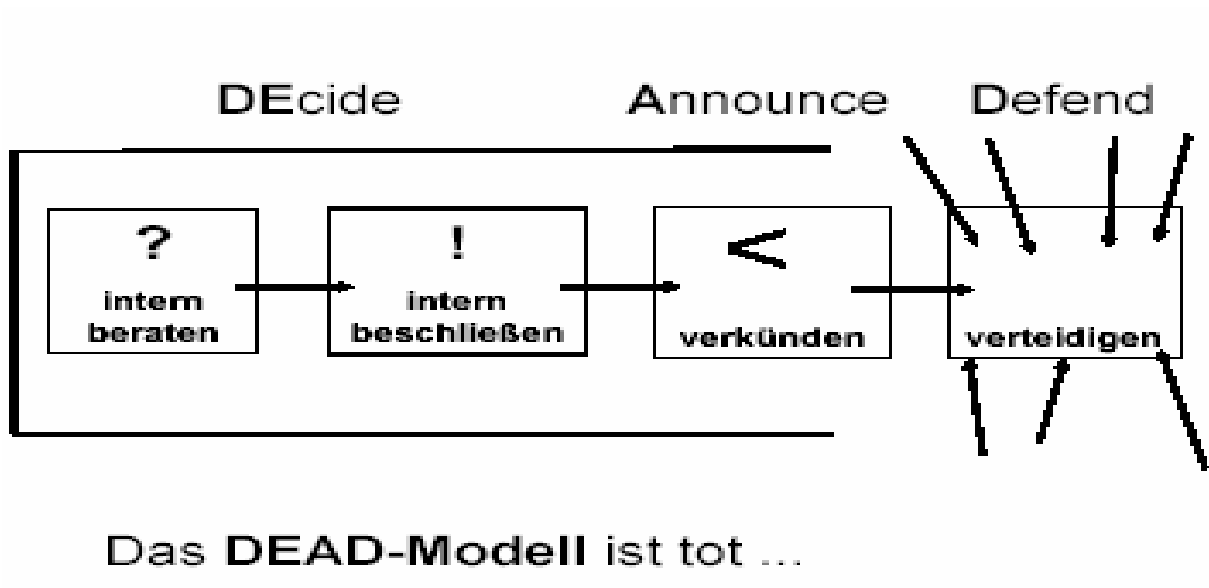 DEcide Announce Defend
? ! <
intern intern
beraten beschließen verkünden verteidigen
Das DEAD-Modell ist tot ...